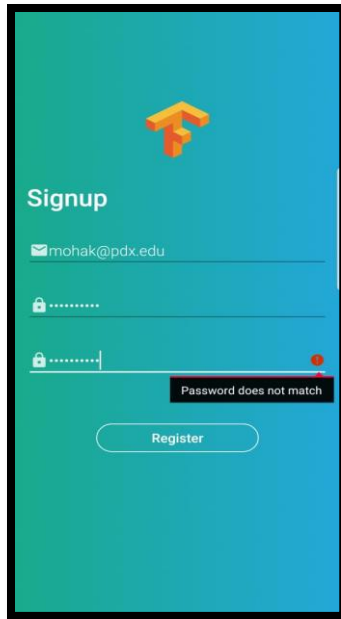 Signup
mohak@pdx.edu
••••••••••
••••••••••
Password does not match
Register